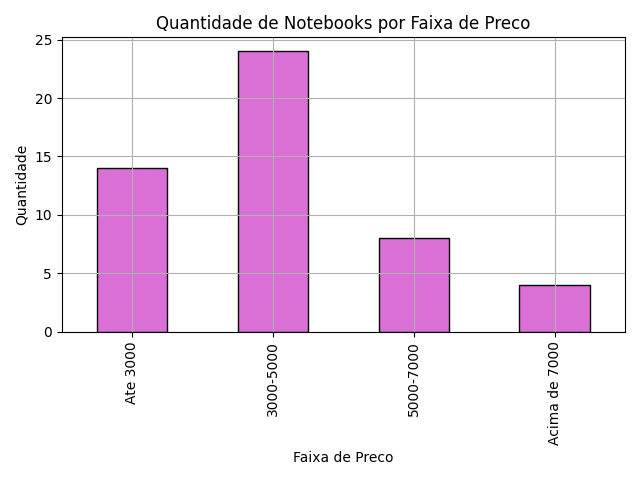 Quantidade de Notebooks por Faixa de Preco
25
20
15
10
5
0
Quantidade
Ate 3000
3000-5000
5000-7000
Acima de 7000
Faixa de Preco